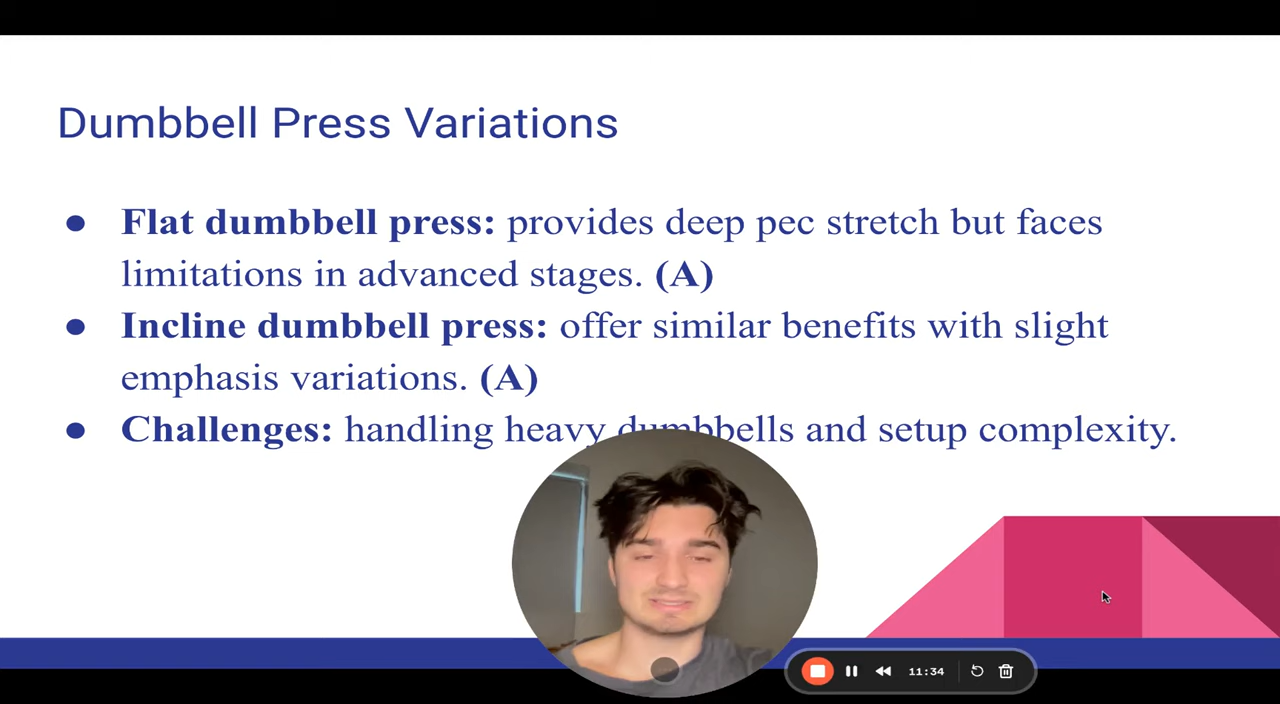 Dumbbell Press Variations
● Flat dumbbell press: provides deep pec stretch but faces
limitations in advanced stages. (A)
● Incline dumbbell press: offer similar benefits with slight
emphasis variations. (A)
● Challenges: handling heavy dumbbells and setup complexity.
11:34